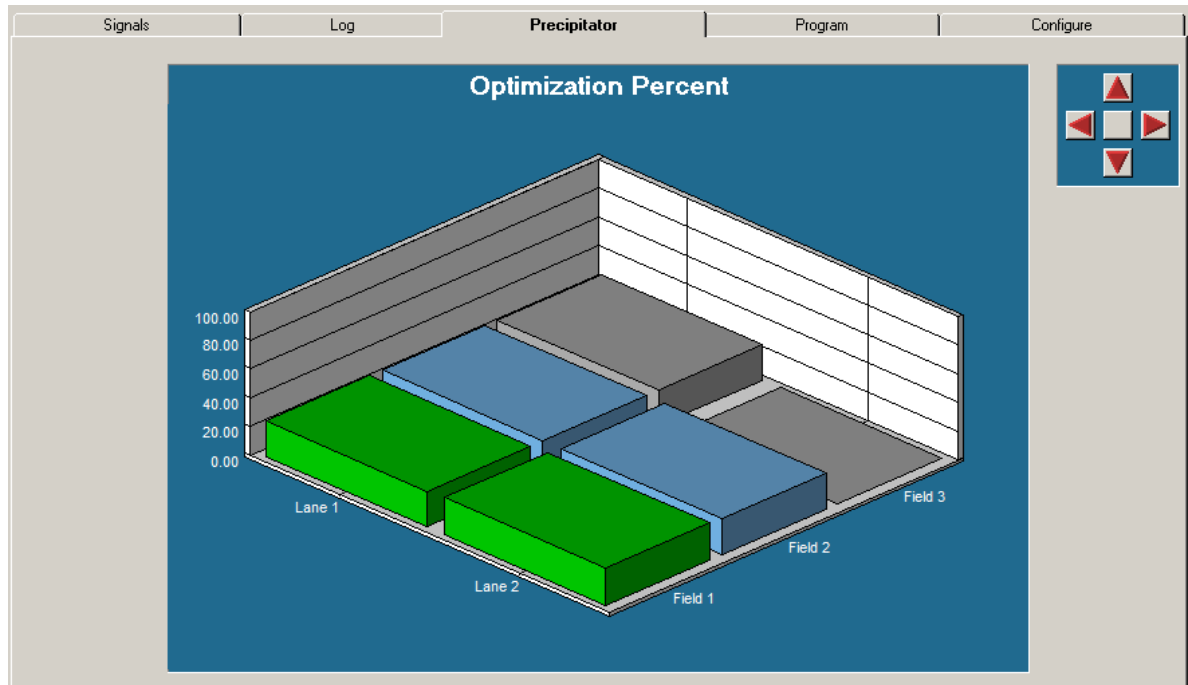 Signals Log Precipitator Program Configure
Optimization Percent
100.00
80.00
60.00
40.00
20.00
0.00
Lane 1
Lane 2
Field 1
Field 2
Field 3